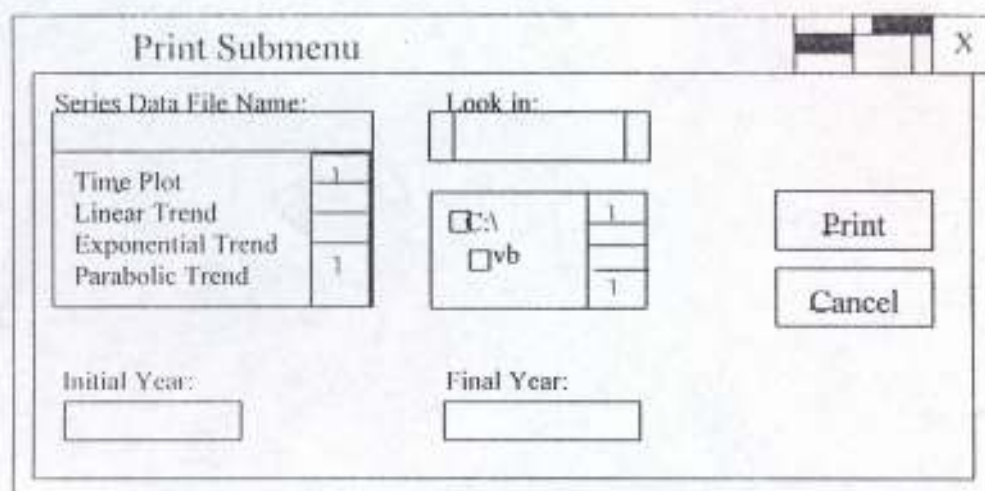 Print Submenu
X
Series Data File Name:
Look in:
Time Plot
Linear Trend
Exponential Trend
Parabolic Trend
C:\
vb
Print
Cancel
Initial Year:
Final Year: